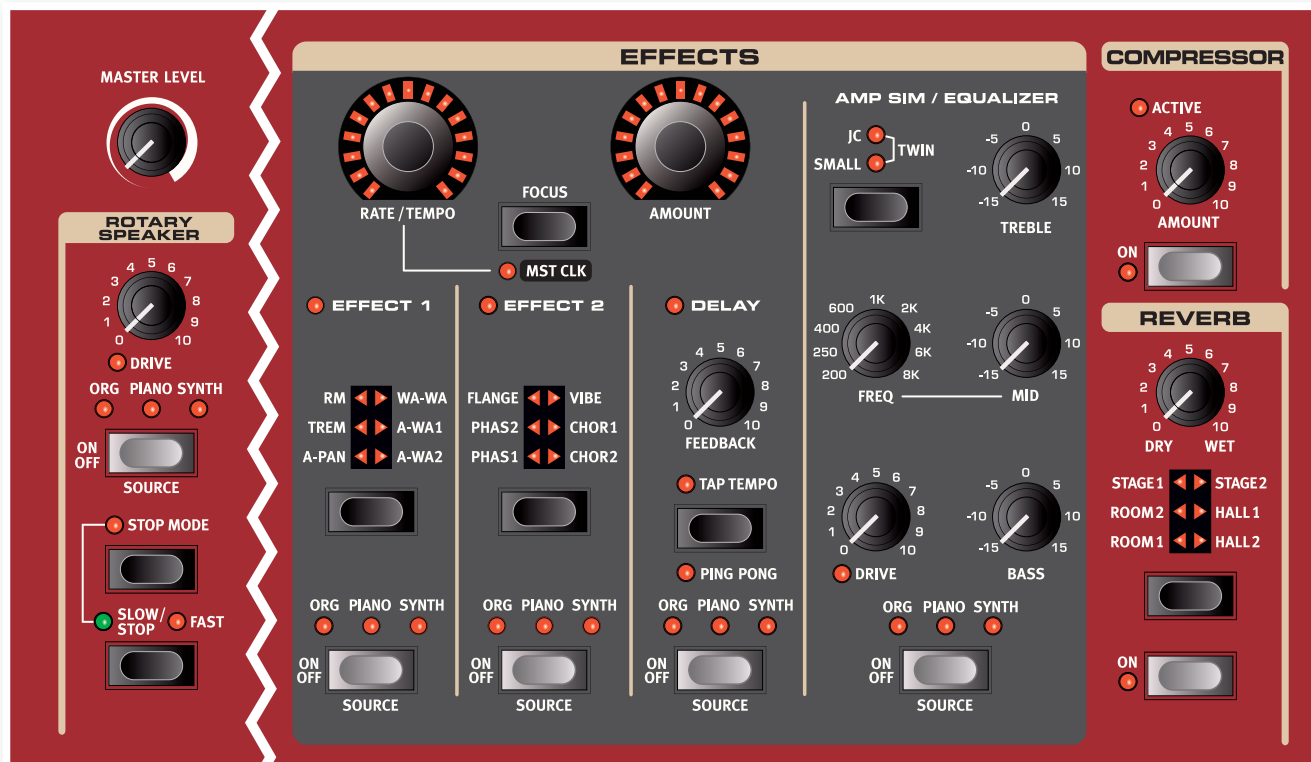 MASTER LEVEL
ROTARY
SPEAKER
0 1 2 3 4 5 6 7 8 9 10
DRIVE
ORG PIANO SYNTH
ON
OFF
SOURCE
STOP MODE
SLOW/
STOP
FAST
EFFECTS
RATE/TEMPO
FOCUS
MST CLK
AMOUNT
EFFECT 1
RM WA-WA
TREM A-WA1
A-PAN A-WA2
ORG PIANO SYNTH
ON
OFF
SOURCE
EFFECT 2
FLANGE VIBE
PHAS2 CHOR1
PHAS1 CHOR2
ORG PIANO SYNTH
ON
OFF
SOURCE
DELAY
0 1 2 3 4 5 6 7 8 9 10
FEEDBACK
TAP TEMPO
PING PONG
ORG PIANO SYNTH
ON
OFF
SOURCE
AMP SIM / EQUALIZER
JC
SMALL
TWIN
-15 -10 -5 0 5 10 15
TREBLE
200 250 400 600 1K 2K 4K 6K 8K
FREQ
-15 -10 -5 0 5 10 15
MID
0 1 2 3 4 5 6 7 8 9 10
DRIVE
-15 -10 -5 0 5 10 15
BASS
ORG PIANO SYNTH
ON
OFF
SOURCE
COMPRESSOR
ACTIVE
0 1 2 3 4 5 6 7 8 9 10
AMOUNT
ON
REVERB
0 1 2 3 4 5 6 7 8 9 10
DRY WET
STAGE1 STAGE2
ROOM2 HALL1
ROOM1 HALL2
ON